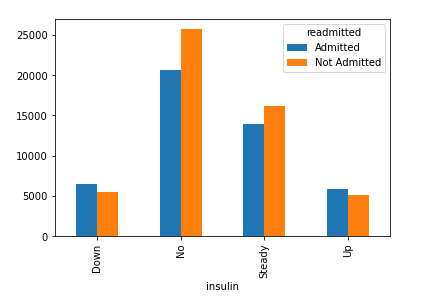 readmitted
Admitted
Not Admitted
25000
20000
15000
10000
5000
0
Down
No
Steady
Up
insulin